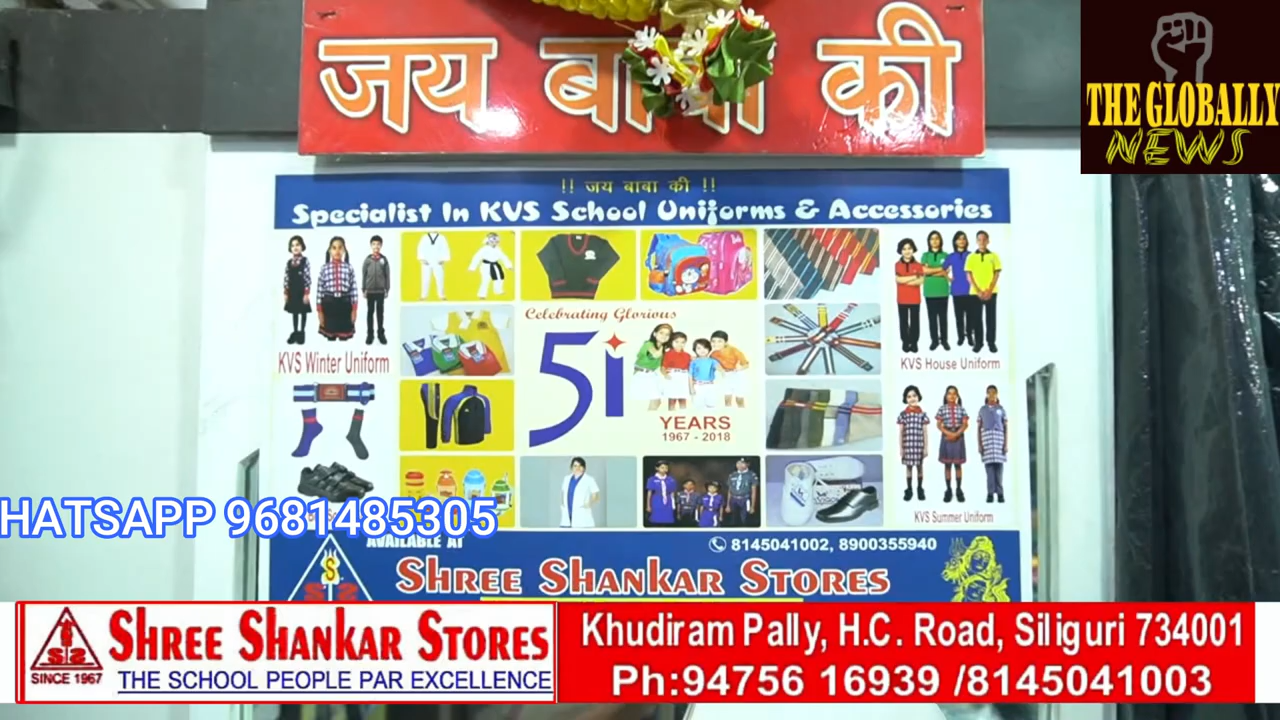 जय बाबा की
THE GLOBALLY
NEWS
!! जय बाबा की !!
Specialist In KVS School Uniforms & Accessories
Celebrating Glorious
51
YEARS
1967 - 2018
KVS Winter Uniform
KVS House Uniform
KVS Summer Uniform
HATSAPP 9681485305
AVAILABLE AT
8145041002, 8900355940
SHREE SHANKAR STORES
SHREE SHANKAR STORES
SINCE 1967
THE SCHOOL PEOPLE PAR EXCELLENCE
Khudiram Pally, H.C. Road, Siliguri 734001
Ph:94756 16939 /8145041003